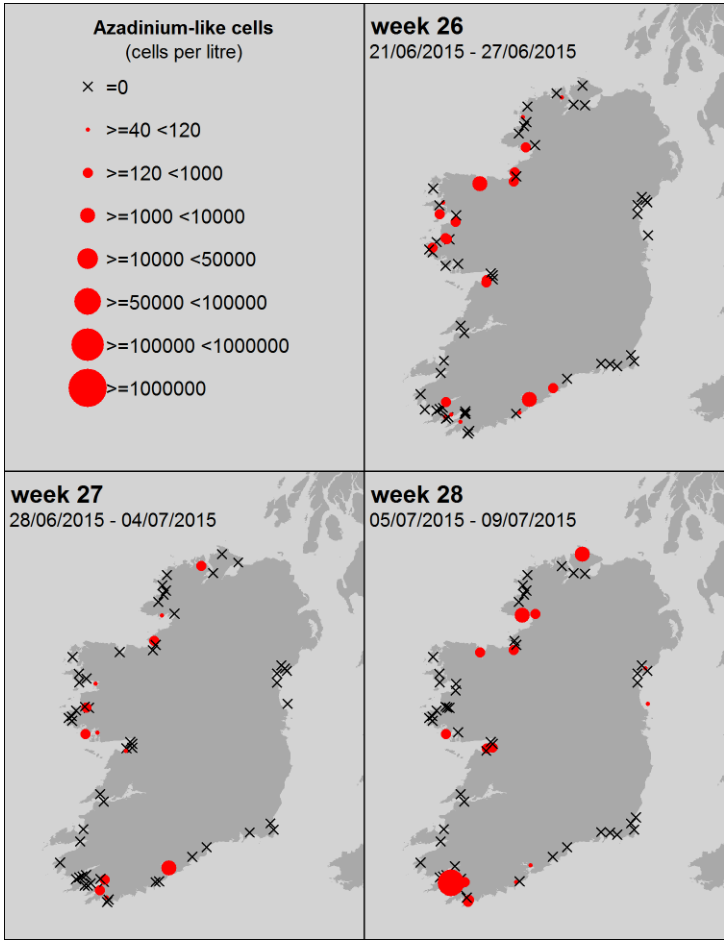 Azadinium-like cells
(cells per litre)
=0
>=40 <120
>=120 <1000
>=1000 <10000
>=10000 <50000
>=50000 <100000
>=100000 <1000000
>=1000000
week 26
21/06/2015 - 27/06/2015
week 27
28/06/2015 - 04/07/2015
week 28
05/07/2015 - 09/07/2015